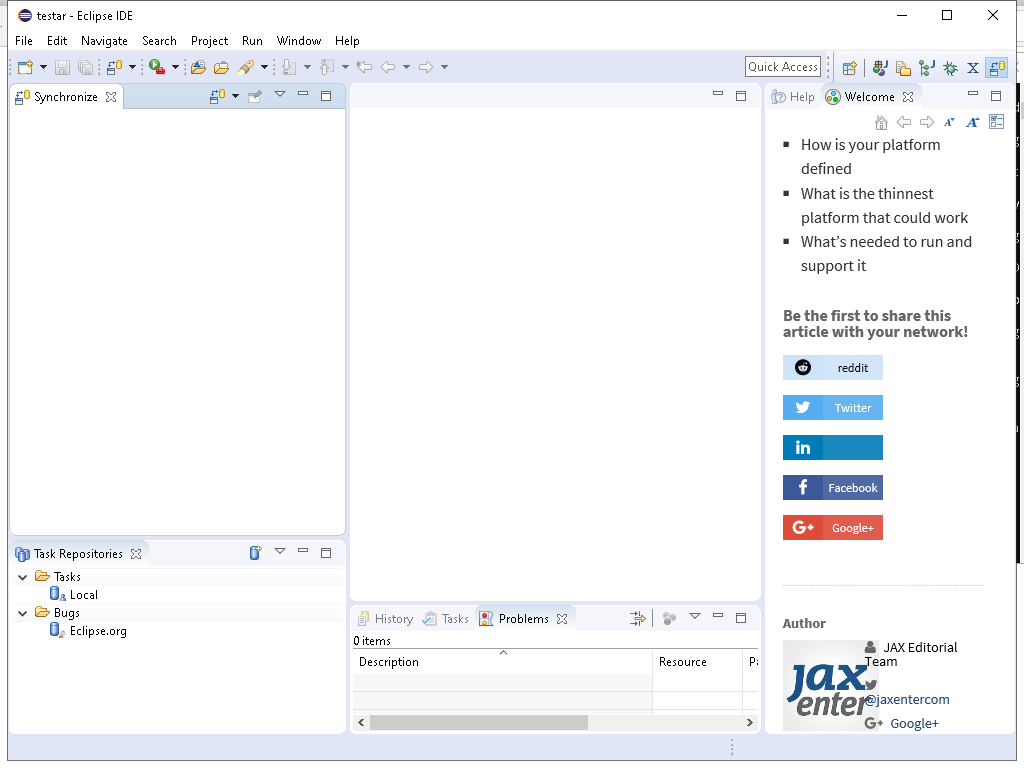 testar - Eclipse IDE
File Edit Navigate Search Project Run Window Help
Quick Access
Synchronize
Help Welcome
How is your platform
defined
What is the thinnest
platform that could work
What's needed to run and
support it
Be the first to share this
article with your network!
reddit
Twitter
in
f Facebook
G+ Google+
Author
jax
enter
JAX Editorial
Team
@jaxentercom
G+ Google+
Task Repositories
Tasks
Local
Bugs
Eclipse.org
History Tasks Problems
0 items
Description Resource